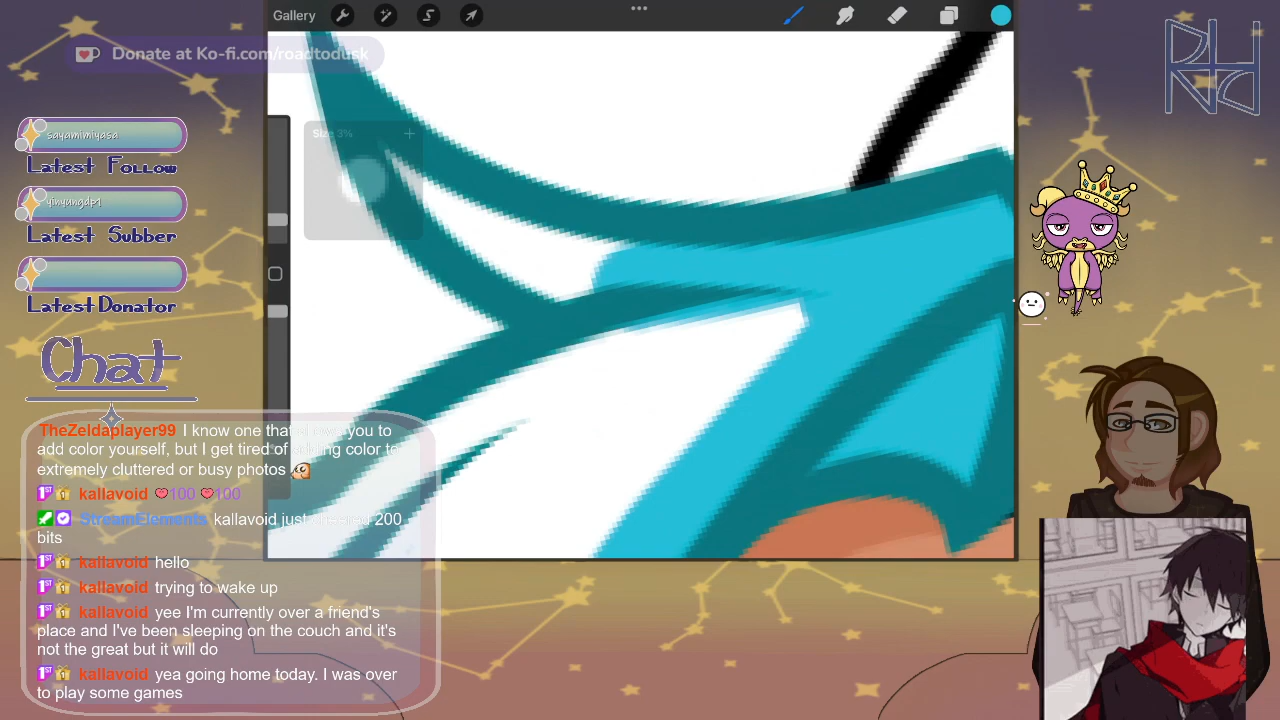 Gallery
Donate at Ko-fi.com/roadtodusk
Size 3%
sayamimiyasa
Latest Follow
yinyangdp1
Latest Subber
Latest Donator
Chat
TheZeldaplayer99 I know one that allows you to
add color yourself, but I get tired of adding color to
extremely cluttered or busy photos
kallavoid 100 100
StreamElements kallavoid just cheered 200
bits
kallavoid hello
kallavoid trying to wake up
kallavoid yee I'm currently over a friend's
place and I've been sleeping on the couch and it's
not the great but it will do
kallavoid yea going home today. I was over
to play some games